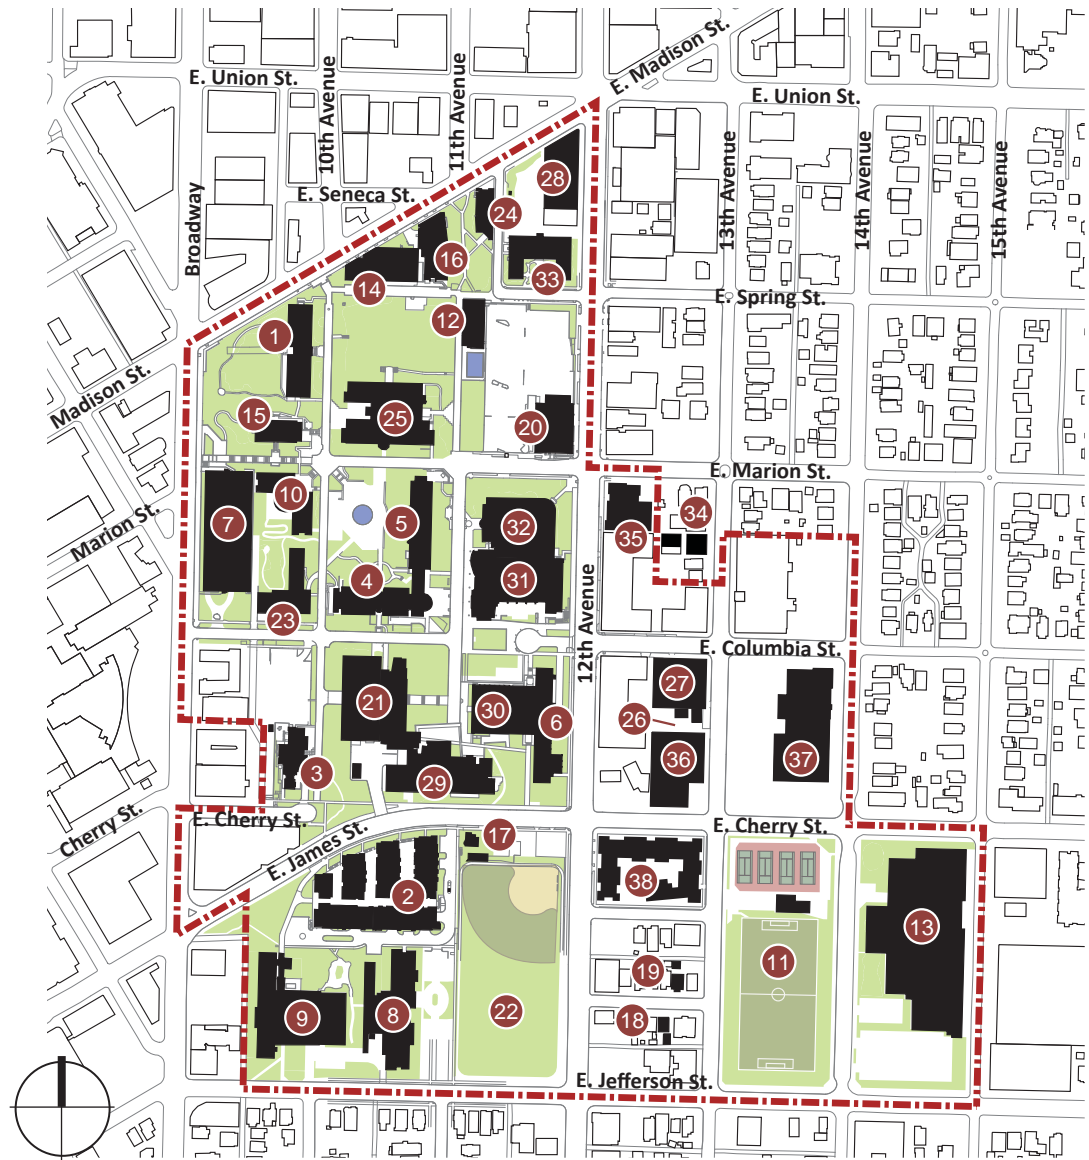 E. Madison St.
E. Union St.
E. Union St.
10th Avenue
11th Avenue
13th Avenue
14th Avenue
15th Avenue
Broadway
E. Seneca St.
28
24
16
33
14
12
E. Spring St.
1
Madison St.
15
25
20
E. Marion St.
10
7
5
32
34
35
Marion St.
31
4
23
12th Avenue
E. Columbia St.
27
21
30
6
26
36
37
3
29
Cherry St.
E. Cherry St.
E. James St.
17
E. Cherry St.
2
38
13
11
19
9
8
22
18
E. Jefferson St.